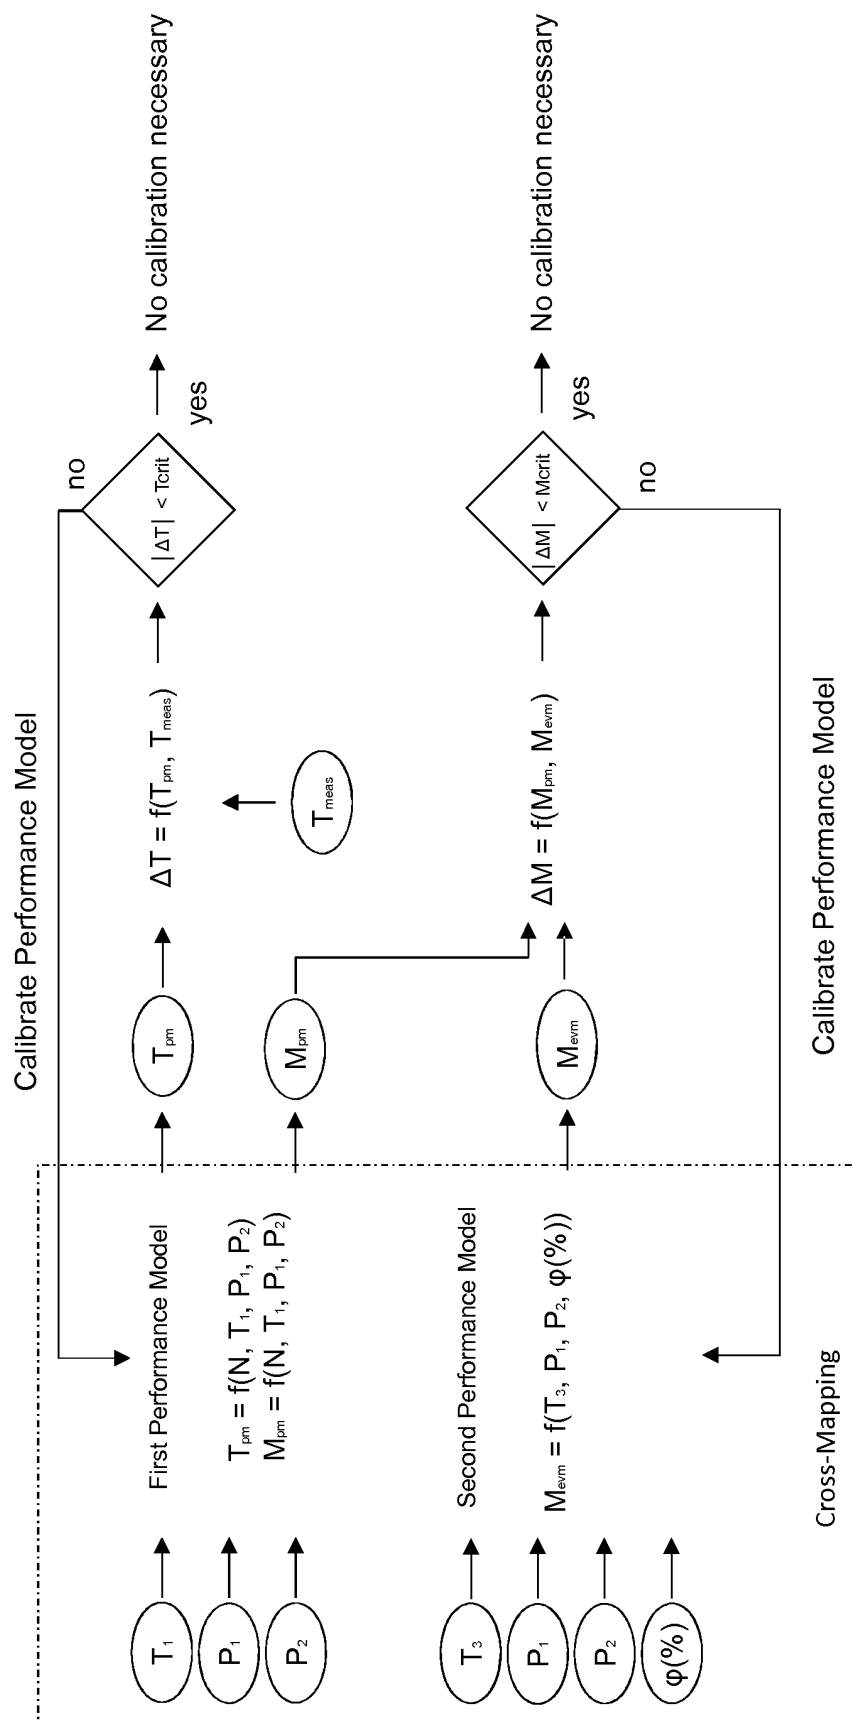 Calibrate Performance Model
T₁
P₁
P₂
First Performance Model
Tpm = f(N, T₁, P₁, P₂)
Mpm = f(N, T₁, P₁, P₂)
Tpm
Mpm
ΔT = f(Tpm, Tmeas)
Tmeas
|ΔT| < Tcrit
no
yes
No calibration necessary
T₃
P₁
P₂
φ(%)
Second Performance Model
Mevm = f(T₃, P₁, P₂, φ(%))
Mevm
ΔM = f(Mpm, Mevm)
|ΔM| < Mcrit
yes
no
No calibration necessary
Cross-Mapping
Calibrate Performance Model